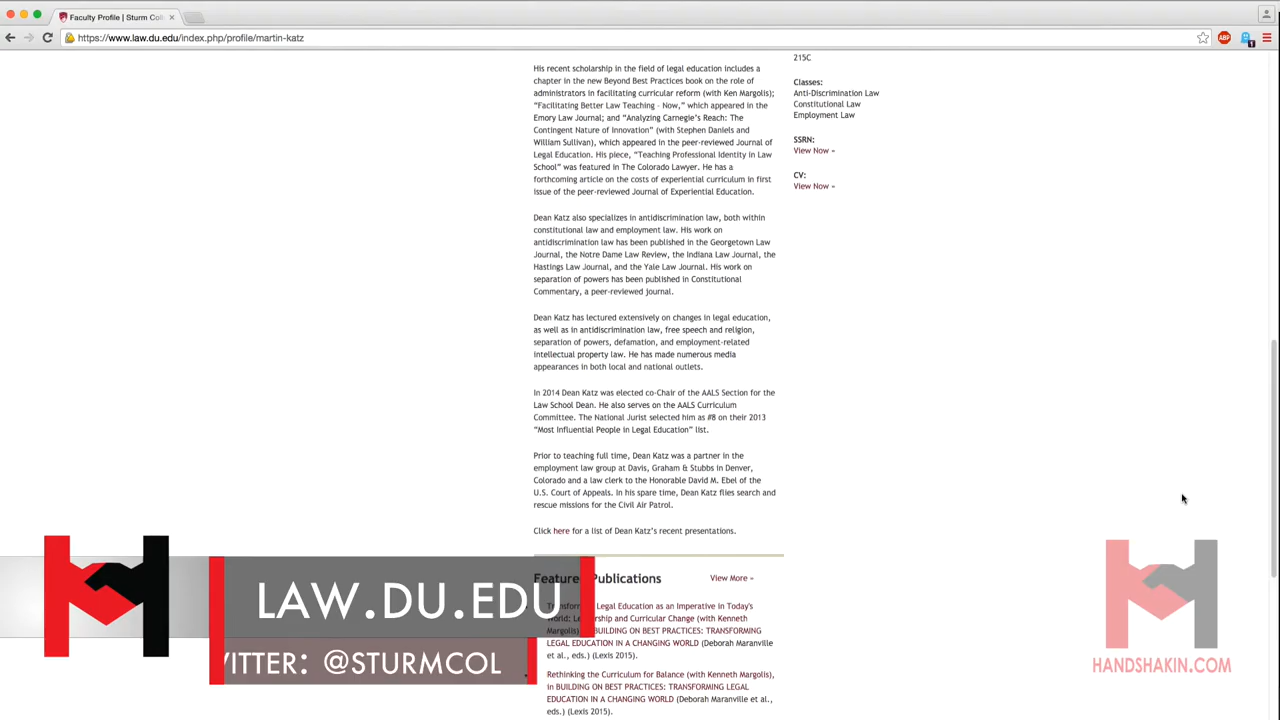 Faculty Profile | Sturm Col
https://www.law.du.edu/index.php/profile/martin-katz
ABP
1
215C
His recent scholarship in the field of legal education includes a
chapter in the new Beyond Best Practices book on the role of
administrators in facilitating curricular reform (with Ken Margolis);
“Facilitating Better Law Teaching - Now,” which appeared in the
Emory Law Journal; and “Analyzing Carnegie’s Reach: The
Contingent Nature of Innovation” (with Stephen Daniels and
William Sullivan), which appeared in the peer-reviewed Journal of
Legal Education. His piece, “Teaching Professional Identity in Law
School” was featured in The Colorado Lawyer. He has a
forthcoming article on the costs of experiential curriculum in first
issue of the peer-reviewed Journal of Experiential Education.
Dean Katz also specializes in antidiscrimination law, both within
constitutional law and employment law. His work on
antidiscrimination law has been published in the Georgetown Law
Journal, the Notre Dame Law Review, the Indiana Law Journal, the
Hastings Law Journal, and the Yale Law Journal. His work on
separation of powers has been published in Constitutional
Commentary, a peer-reviewed journal.
Dean Katz has lectured extensively on changes in legal education,
as well as in antidiscrimination law, free speech and religion,
separation of powers, defamation, and employment-related
intellectual property law. He has made numerous media
appearances in both local and national outlets.
In 2014 Dean Katz was elected co-Chair of the AALS Section for the
Law School Dean. He also serves on the AALS Curriculum
Committee. The National Jurist selected him as #8 on their 2013
“Most Influential People in Legal Education” list.
Prior to teaching full time, Dean Katz was a partner in the
employment law group at Davis, Graham & Stubbs in Denver,
Colorado and a law clerk to the Honorable David M. Ebel of the
U.S. Court of Appeals. In his spare time, Dean Katz flies search and
rescue missions for the Civil Air Patrol.
Click here for a list of Dean Katz’s recent presentations.
Classes:
Anti-Discrimination Law
Constitutional Law
Employment Law
SSRN:
View Now »
CV:
View Now »
Feature Publications
View More »
Transform Legal Education as an Imperative in Today's
World: Le rship and Curricular Change (with Kenneth
Margolis) BUILDING ON BEST PRACTICES: TRANSFORMING
LEGAL EDUCATION IN A CHANGING WORLD (Deborah Maranville
et al., eds.) (Lexis 2015).
Rethinking the Curriculum for Balance (with Kenneth Margolis),
in BUILDING ON BEST PRACTICES: TRANSFORMING LEGAL
EDUCATION IN A CHANGING WORLD (Deborah Maranville et al.,
eds.) (Lexis 2015).
LAW.DU.EDU
WITTER: @STURMCOL
HANDSHAKIN.COM